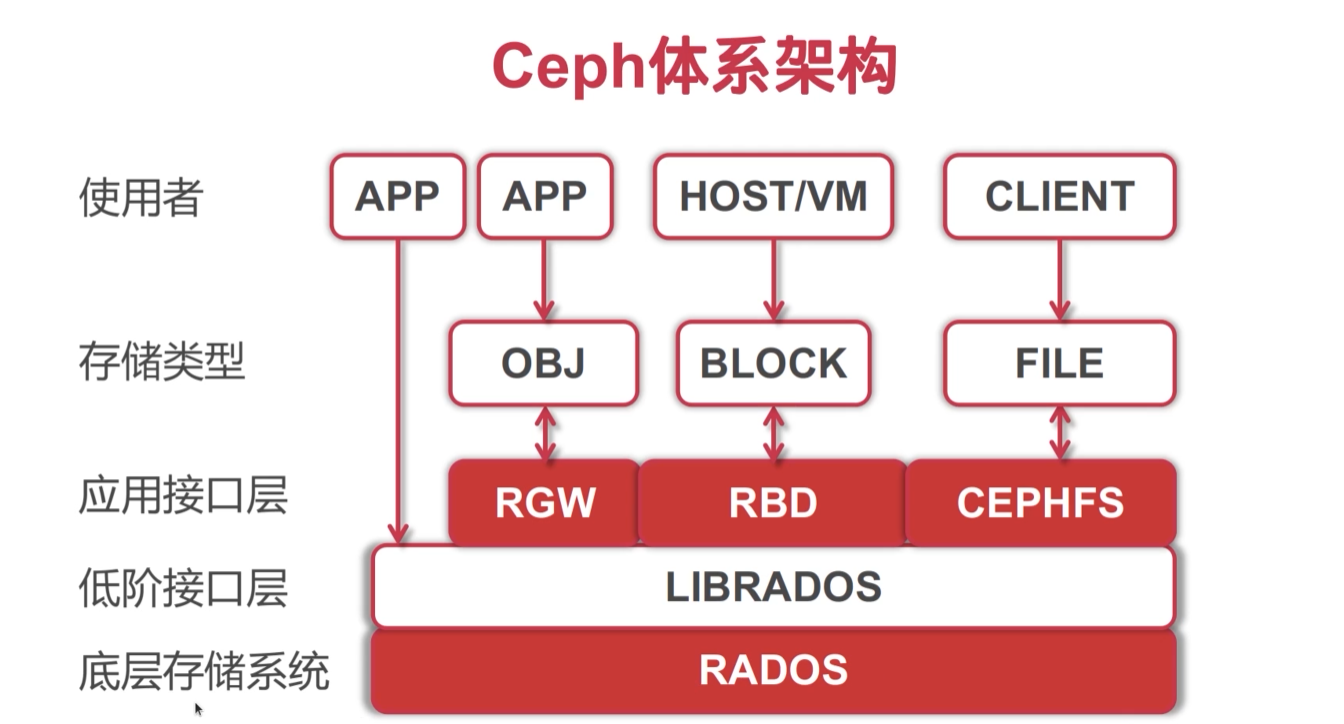 Ceph体系架构
使用者 APP APP HOST/VM CLIENT
存储类型 OBJ BLOCK FILE
应用接口层 RGW RBD CEPHFS
低阶接口层 LIBRADOS
底层存储系统 RADOS